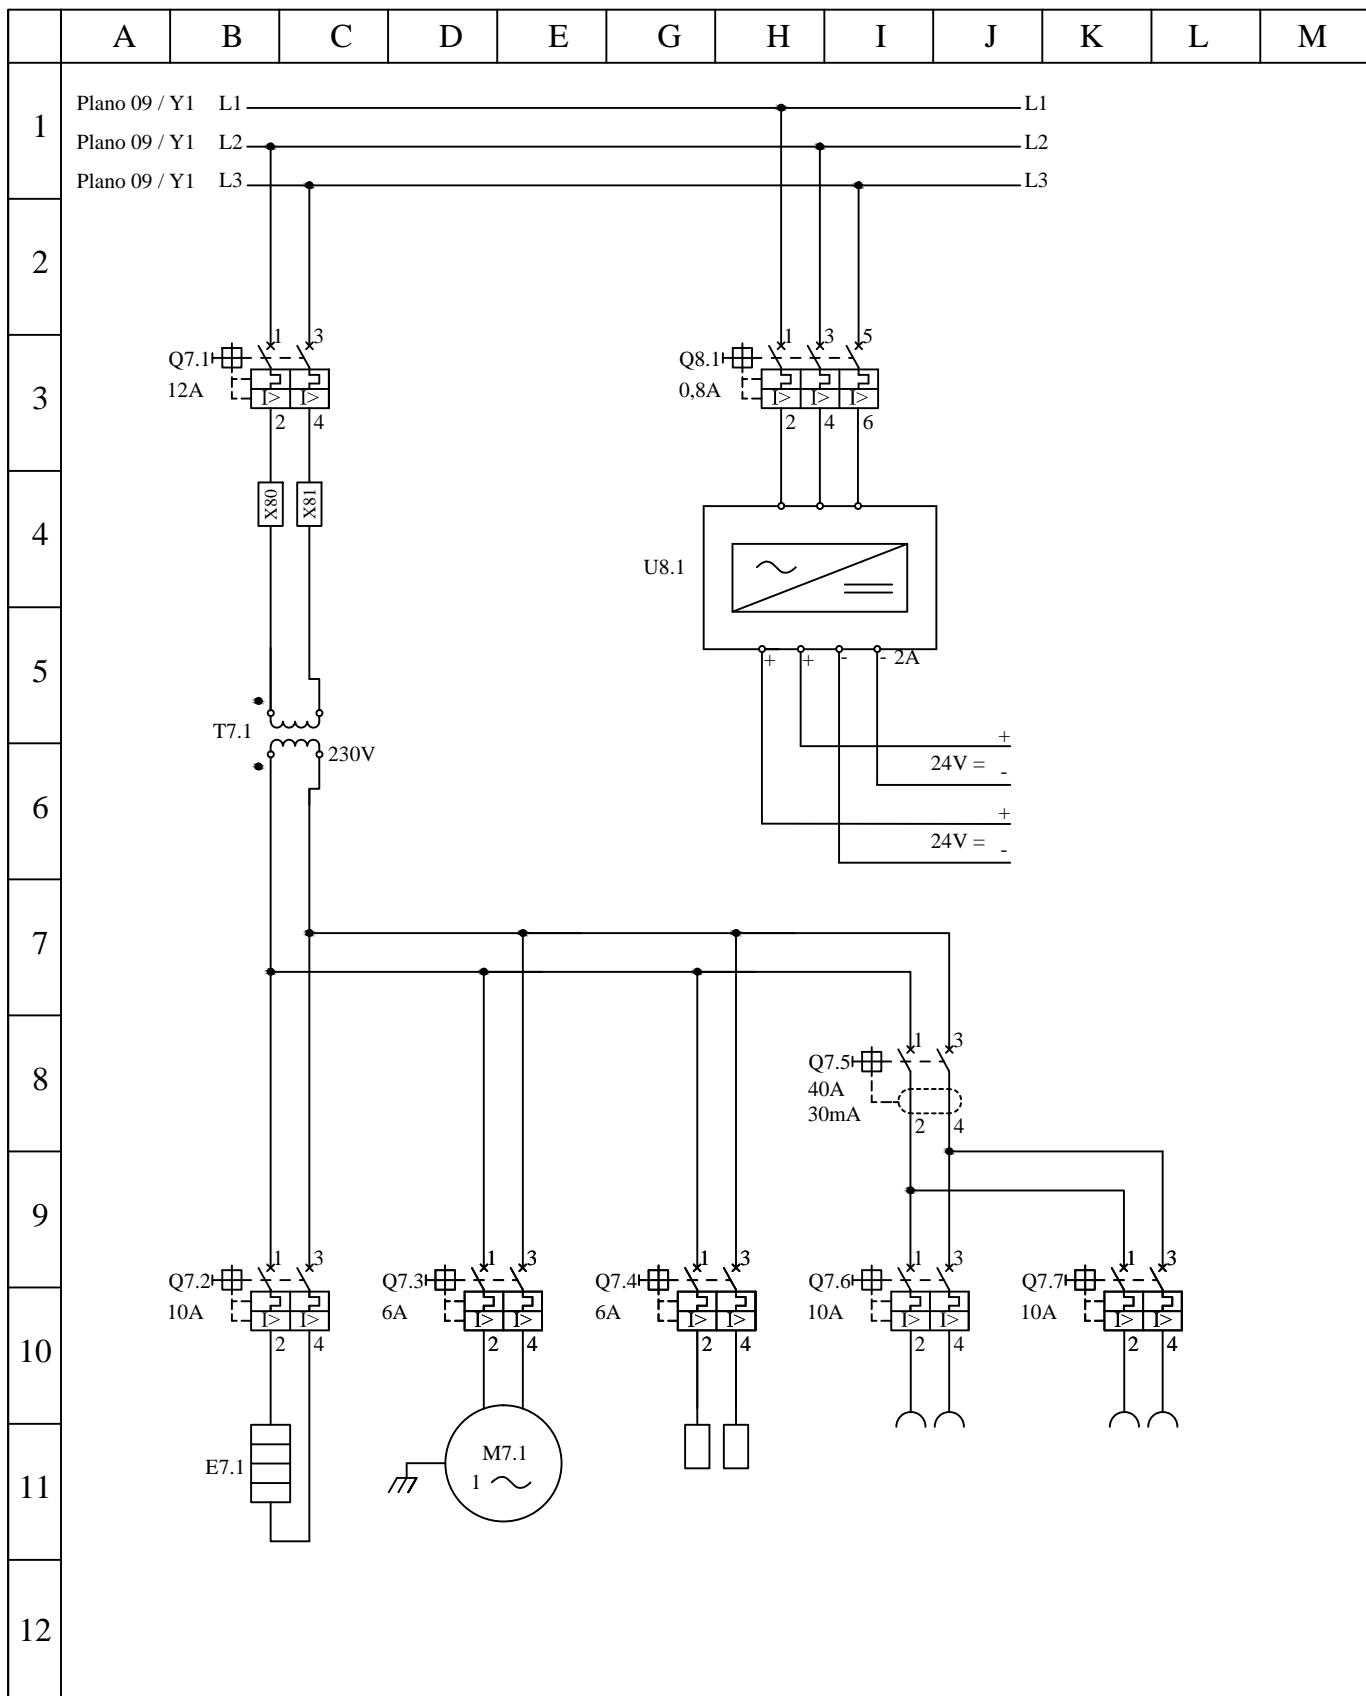 A B C D E G H I J K L M
1
Plano 09 / Y1 L1 L1
Plano 09 / Y1 L2 L2
Plano 09 / Y1 L3 L3
2
1 3 1 3 5
Q7.1 Q8.1
3
12A I> I> 0,8A I> I> I>
2 4 2 4 6
X80 X81
4
U8.1
5
+ + - - 2A
T7.1
230V
+
24V = -
6
+
24V = -
7
1 3
8
Q7.5
40A
30mA
2 4
9
1 3 1 3 1 3 1 3 1 3
Q7.2 Q7.3 Q7.4 Q7.6 Q7.7
10A I> I> 6A I> I> 6A I> I> 10A I> I> 10A I> I>
10
2 4 2 4 2 4 2 4 2 4
E7.1 M7.1
11
1
12